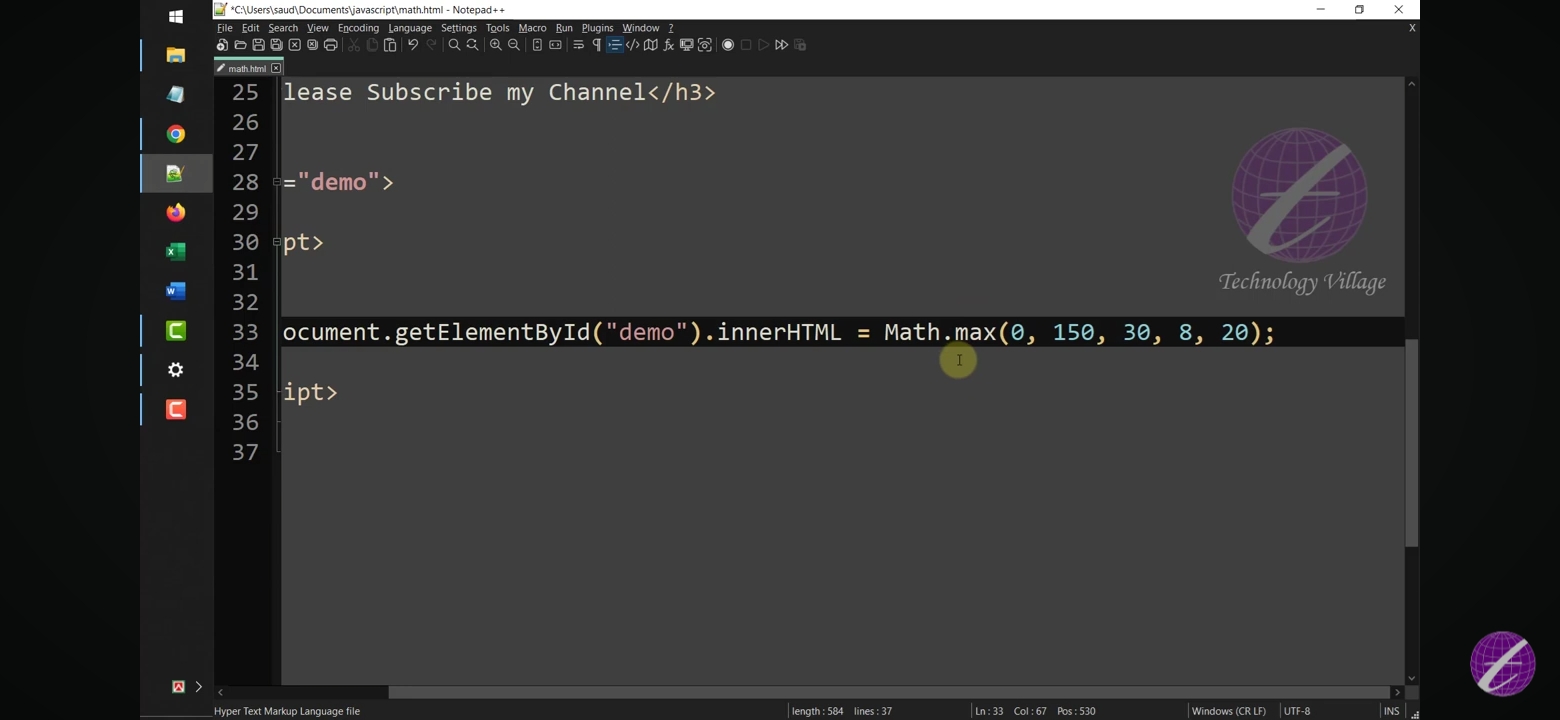 *C:\Users\saud\Documents\javascript\math.html - Notepad++
File Edit Search View Encoding Language Settings Tools Macro Run Plugins Window ? X
math.html
25 lease Subscribe my Channel</h3>
26
27
28 ="demo">
29
30 pt>
31
32
33 ocument.getElementById("demo").innerHTML = Math.max(0, 150, 30, 8, 20);
34
35 ipt>
36
37
Technology Village
Hyper Text Markup Language file length : 584 lines : 37 Ln : 33 Col : 67 Pos : 530 Windows (CR LF) UTF-8 INS